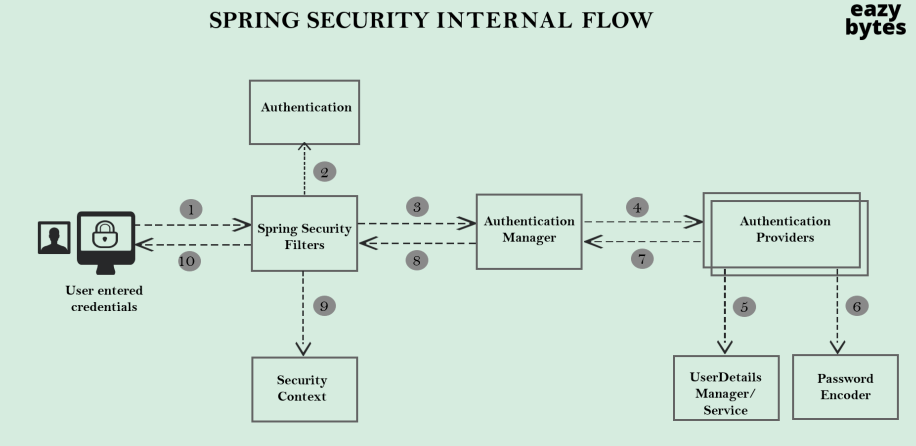 SPRING SECURITY INTERNAL FLOW
eazy
bytes
Authentication
2
1
3
4
Spring Security
Filters
Authentication
Manager
Authentication
Providers
10
8
7
User entered
credentials
9
5
6
Security
Context
UserDetails
Manager/
Service
Password
Encoder